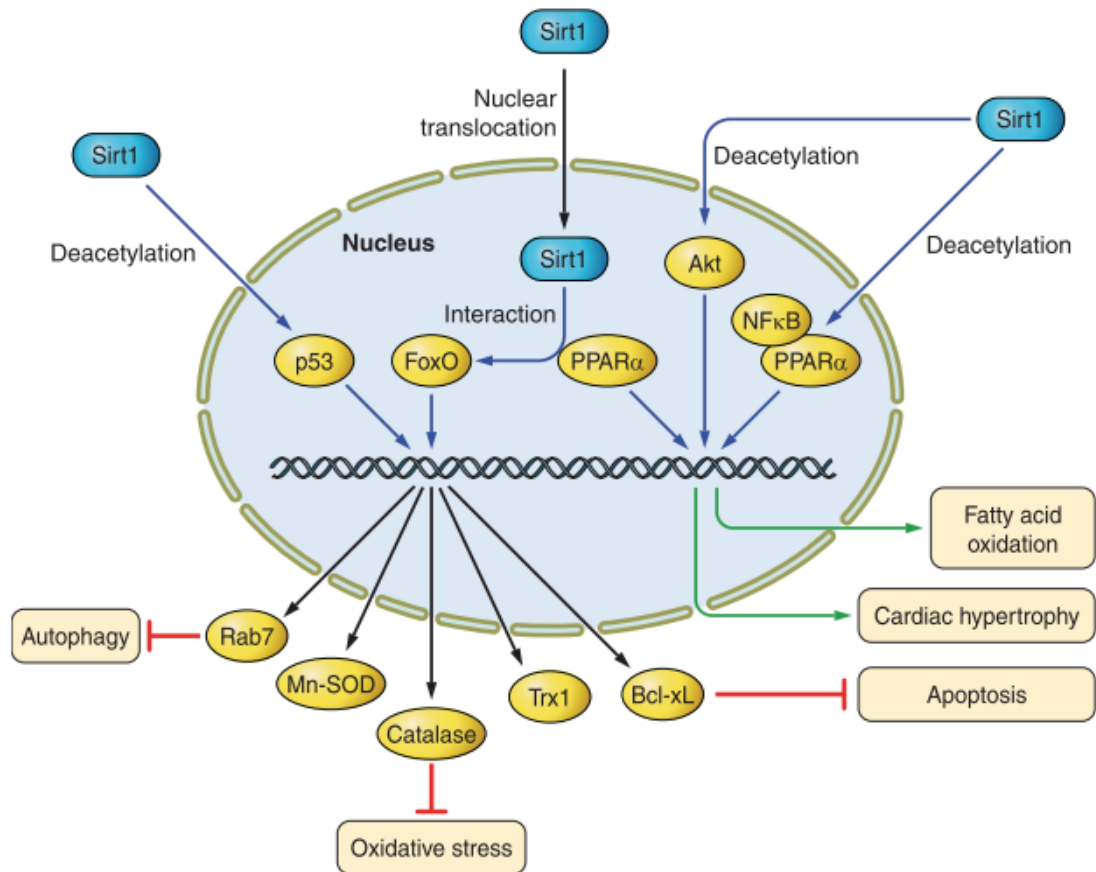 Sirt1
Nuclear
translocation
Sirt1
Sirt1
Deacetylation
Deacetylation
Deacetylation
Nucleus
Sirt1
Akt
Interaction
NFκB
p53
FoxO
PPARα
PPARα
Fatty acid
oxidation
Cardiac hypertrophy
Autophagy
Rab7
Mn-SOD
Trx1
Bcl-xL
Apoptosis
Catalase
Oxidative stress